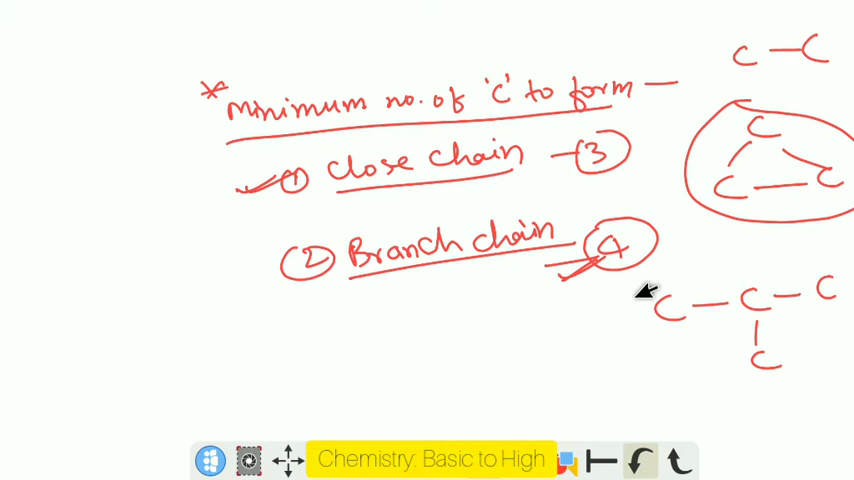 C — C
* Minimum no. of 'C' to form —
C
① Close chain — ③
C — C
② Branch chain ④
C — C — C
C
Chemistry: Basic to High